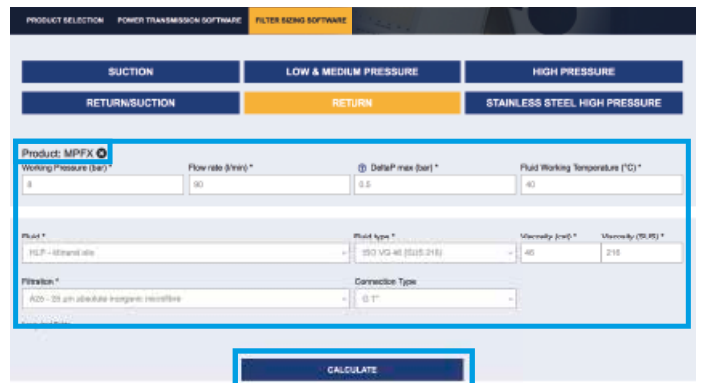 PRODUCT SELECTION POWER TRANSMISSION SOFTWARE FILTER SIZING SOFTWARE
SUCTION LOW & MEDIUM PRESSURE HIGH PRESSURE
RETURN/SUCTION RETURN STAINLESS STEEL HIGH PRESSURE
Product: MPFX
Working Pressure (bar) * Flow rate (l/min) * DeltaP max (bar) * Fluid Working Temperature (°C) *
8 90 0.5 40
Fluid * Fluid type * Viscosity (cst) * Viscosity (SUS) *
HLP - Mineral oils ISO VG 46 (SUS 216) 46 216
Filtration * Connection Type
A25 - 25 µm absolute inorganic microfibre G 1"
CALCULATE